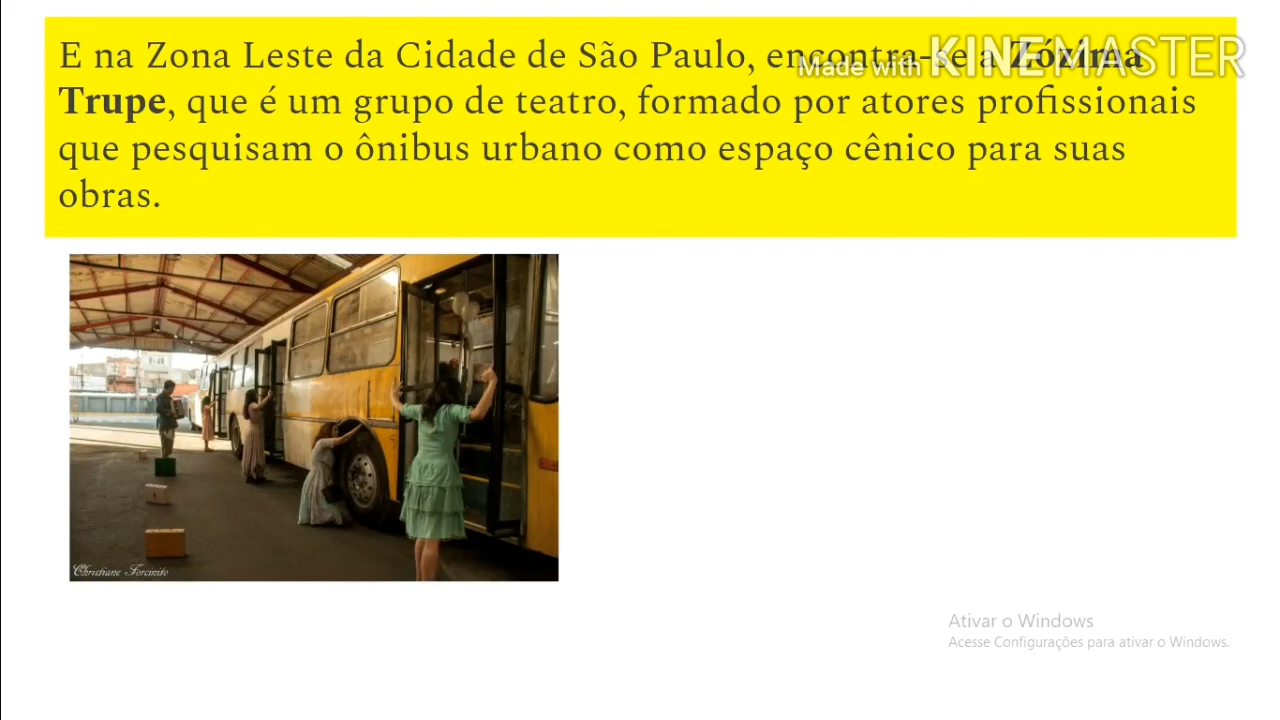 E na Zona Leste da Cidade de São Paulo, encontra-se a Zózima
Trupe, que é um grupo de teatro, formado por atores profissionais
que pesquisam o ônibus urbano como espaço cênico para suas
obras.
Made with KINEMASTER
Christiane Forcinito
Ativar o Windows
Acesse Configurações para ativar o Windows.